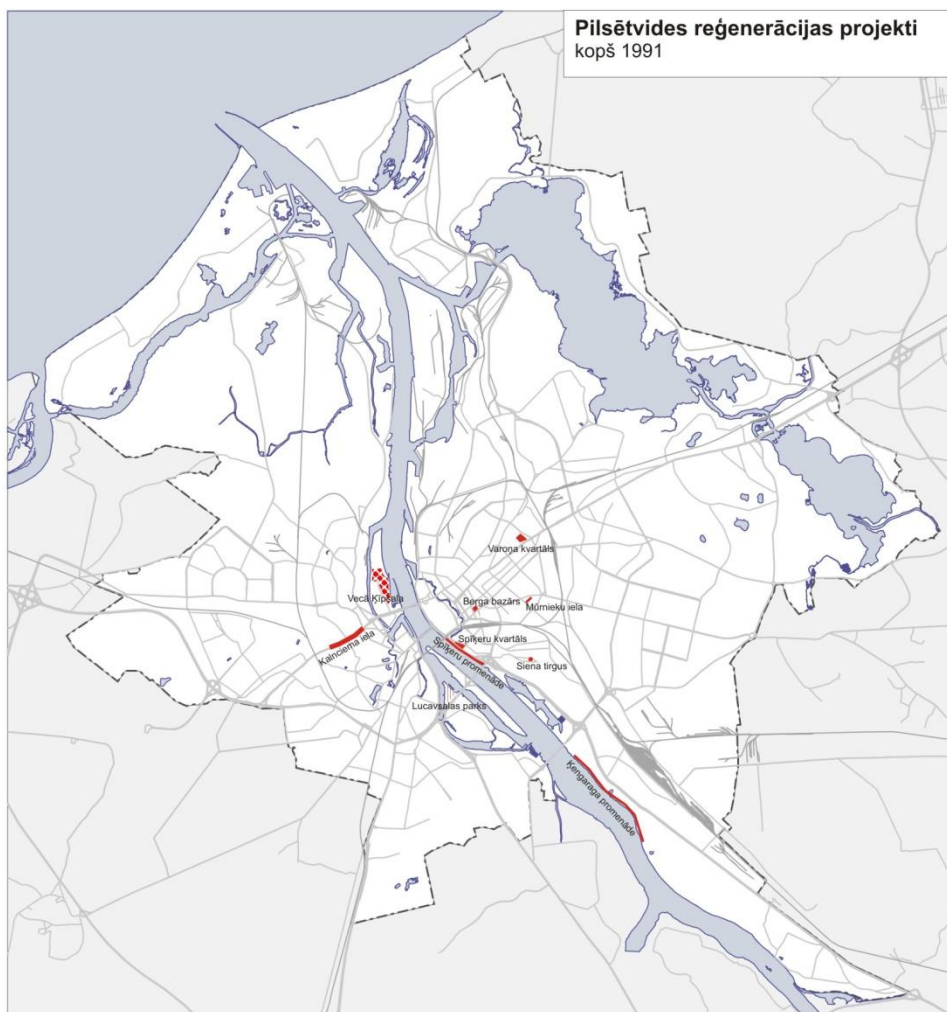 Pilsētvides reģenerācijas projekti
kopš 1991
Varoņa kvartāls
Vecā Ķīpsala
Berga bazārs
Mūrnieku iela
Kalnciema iela
Spīķeru kvartāls
Spīķeru promenāde
Siena tirgus
Lucavsalas parks
Ķengaraga promenāde